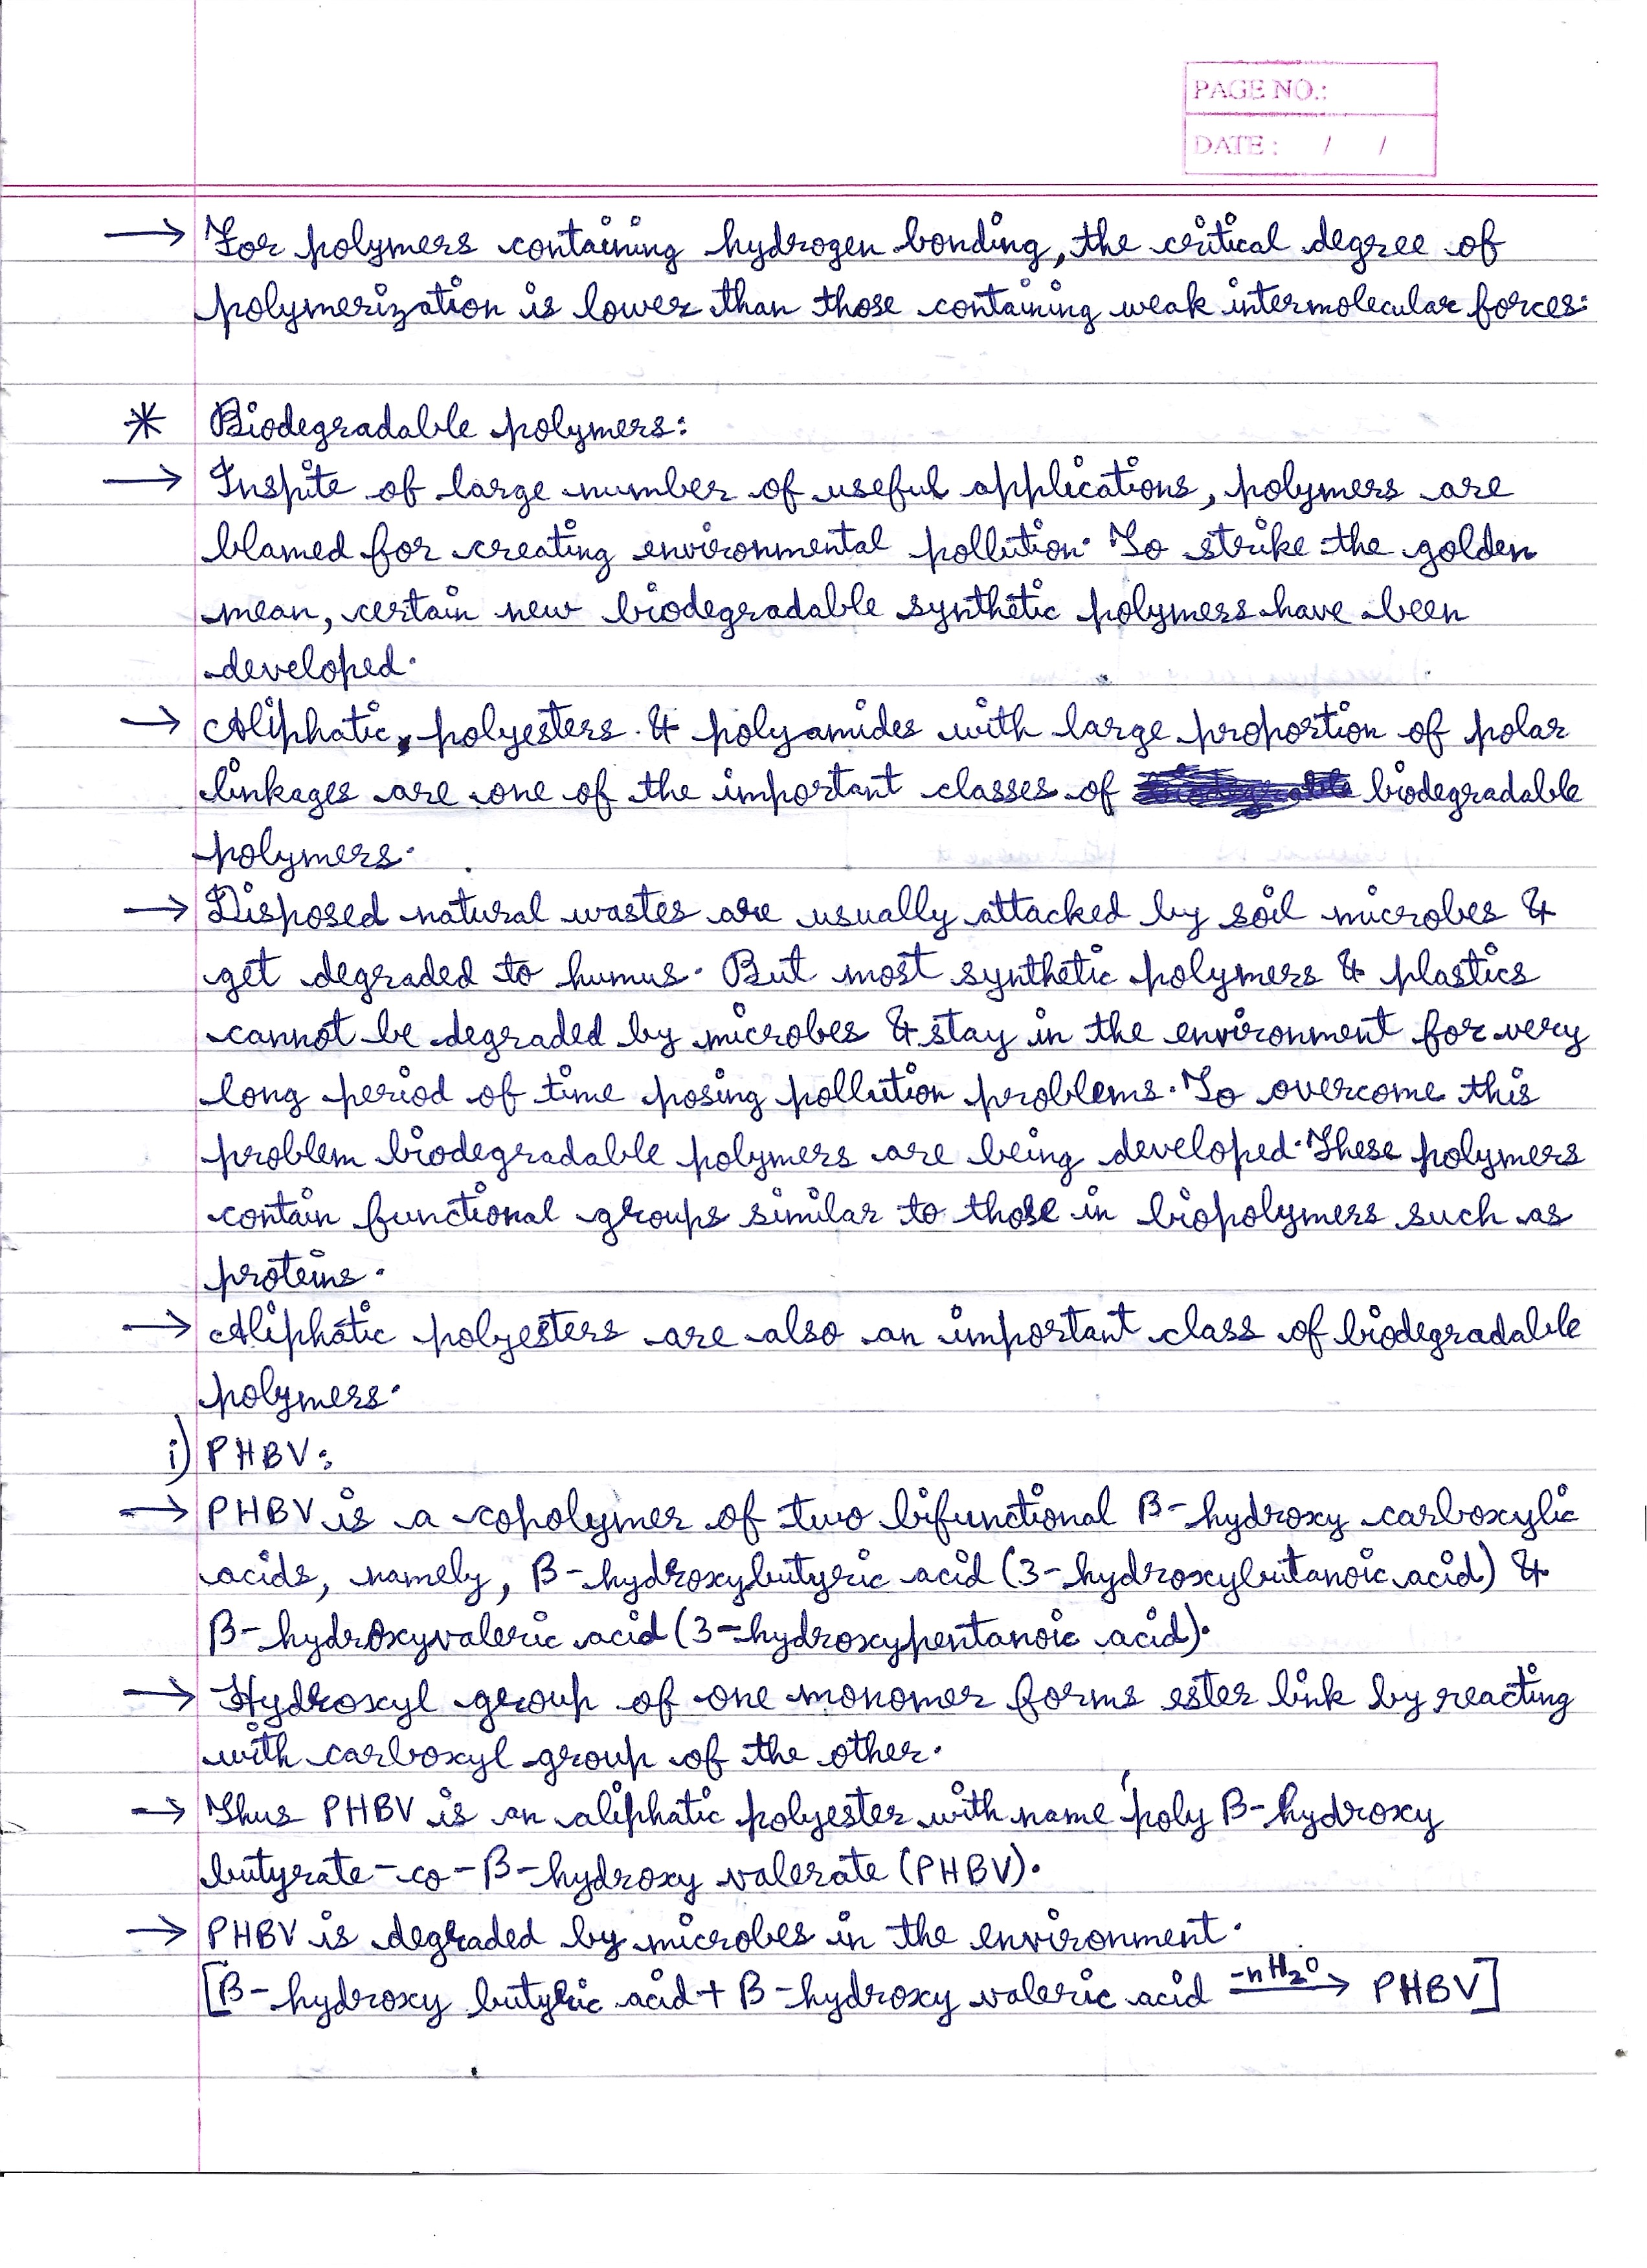 PAGE NO.:
DATE : / /
→ For polymers containing hydrogen bonding, the critical degree of
polymerization is lower than those containing weak intermolecular forces.
* Biodegradable polymers:
→ Inspite of large number of useful applications, polymers are
blamed for creating environmental pollution. To strike the golden
mean, certain new biodegradable synthetic polymers have been
developed.
→ Aliphatic, polyesters & polyamides with large proportion of polar
linkages are one of the important classes of biodegradable
polymers.
→ Disposed natural wastes are usually attacked by soil microbes &
get degraded to humus. But most synthetic polymers & plastics
cannot be degraded by microbes & stay in the environment for very
long period of time posing pollution problems. To overcome this
problem biodegradable polymers are being developed. These polymers
contain functional groups similar to those in biopolymers such as
proteins.
→ Aliphatic polyesters are also an important class of biodegradable
polymers.
i) PHBV:
→ PHBV is a copolymer of two bifunctional β-hydroxy carboxylic
acids, namely, β-hydroxybutyric acid (3-hydroxybutanoic acid) &
β-hydroxyvaleric acid (3-hydroxypentanoic acid).
→ Hydroxyl group of one monomer forms ester link by reacting
with carboxyl group of the other.
→ Thus PHBV is an aliphatic polyester with name 'poly β-hydroxy
butyrate-co-β-hydroxy valerate (PHBV).
→ PHBV is degraded by microbes in the environment.
[β-hydroxy butyric acid + β-hydroxy valeric acid -nH₂O → PHBV]